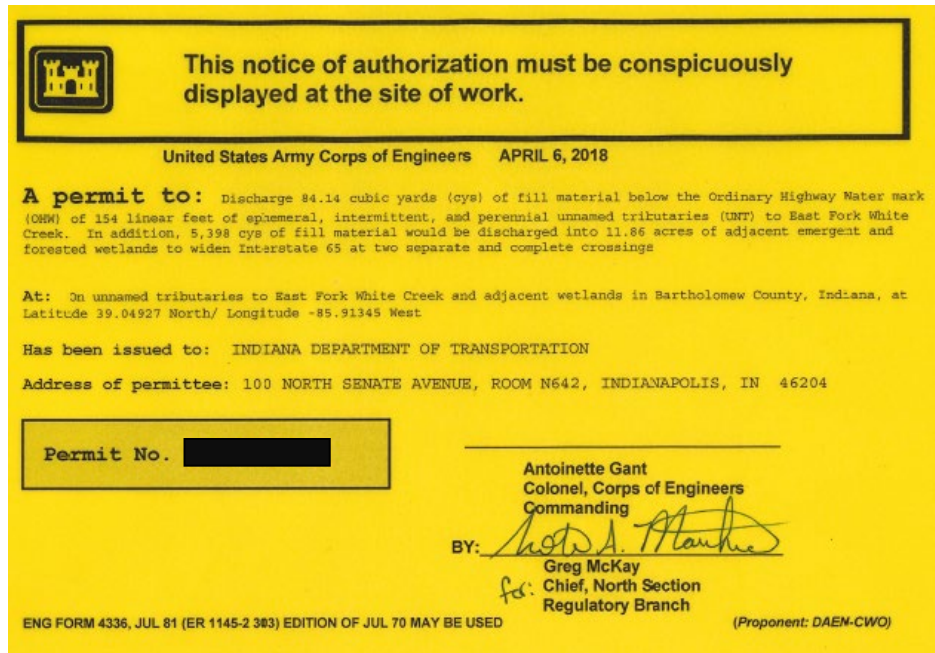 This notice of authorization must be conspicuously
displayed at the site of work.
United States Army Corps of Engineers APRIL 6, 2018
A permit to: Discharge 84.14 cubic yards (cys) of fill material below the Ordinary Highway Water mark
(OHW) of 154 linear feet of ephemeral, intermittent, and perennial unnamed tributaries (UNT) to East Fork White
Creek. In addition, 5,398 cys of fill material would be discharged into 11.86 acres of adjacent emergent and
forested wetlands to widen Interstate 65 at two separate and complete crossings
At: On unnamed tributaries to East Fork White Creek and adjacent wetlands in Bartholomew County, Indiana, at
Latitude 39.04927 North/ Longitude -85.91345 West
Has been issued to: INDIANA DEPARTMENT OF TRANSPORTATION
Address of permittee: 100 NORTH SENATE AVENUE, ROOM N642, INDIANAPOLIS, IN 46204
Permit No.
Antoinette Gant
Colonel, Corps of Engineers
Commanding
BY:
Greg McKay
for: Chief, North Section
Regulatory Branch
ENG FORM 4336, JUL 81 (ER 1145-2 303) EDITION OF JUL 70 MAY BE USED (Proponent: DAEN-CWO)